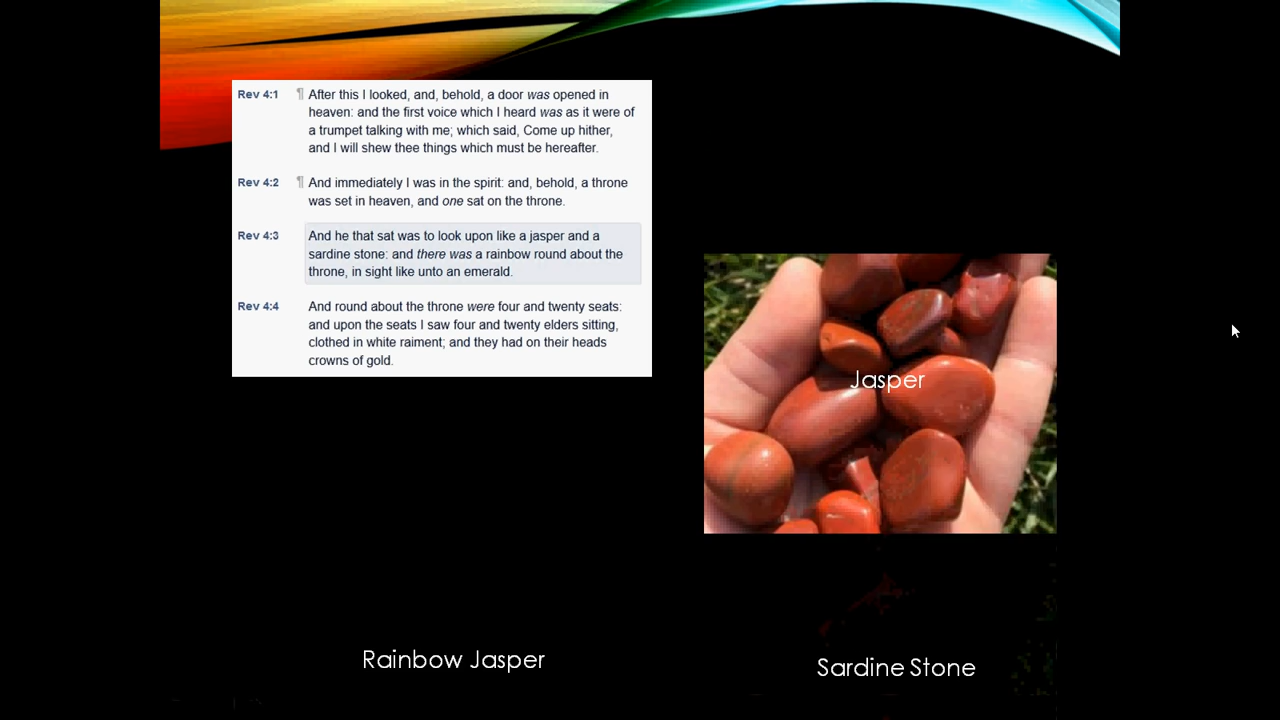 Rev 4:1 ¶ After this I looked, and, behold, a door was opened in
heaven: and the first voice which I heard was as it were of
a trumpet talking with me; which said, Come up hither,
and I will shew thee things which must be hereafter.
Rev 4:2 ¶ And immediately I was in the spirit: and, behold, a throne
was set in heaven, and one sat on the throne.
Rev 4:3 And he that sat was to look upon like a jasper and a
sardine stone: and there was a rainbow round about the
throne, in sight like unto an emerald.
Rev 4:4 And round about the throne were four and twenty seats:
and upon the seats I saw four and twenty elders sitting,
clothed in white raiment; and they had on their heads
crowns of gold.
Jasper
Rainbow Jasper
Sardine Stone